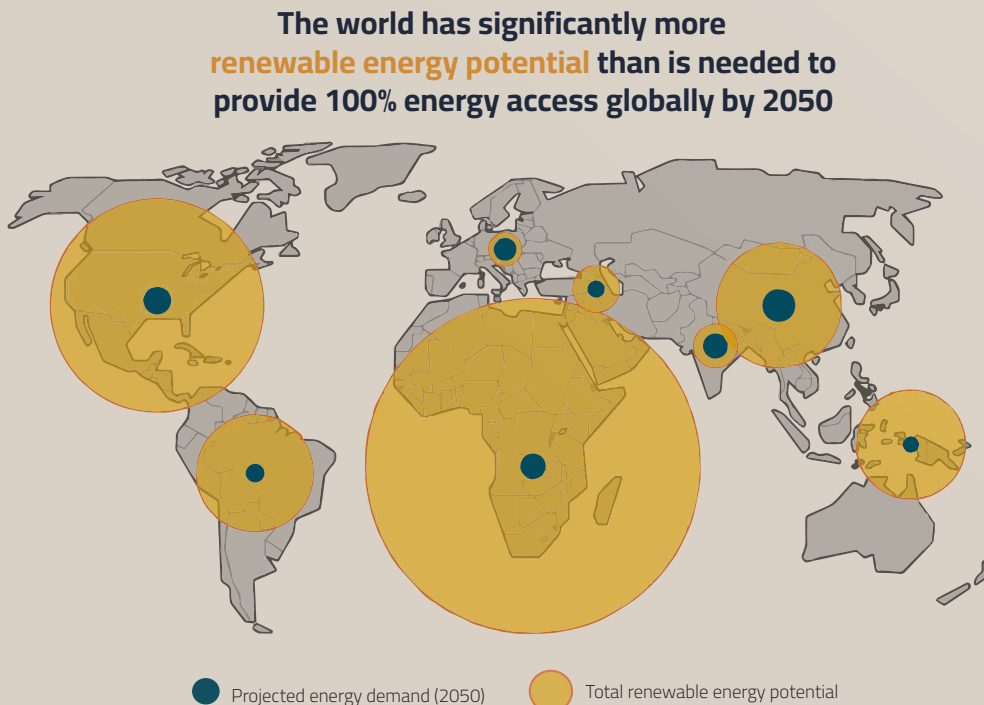 The world has significantly more
renewable energy potential than is needed to
provide 100% energy access globally by 2050
Projected energy demand (2050)
Total renewable energy potential